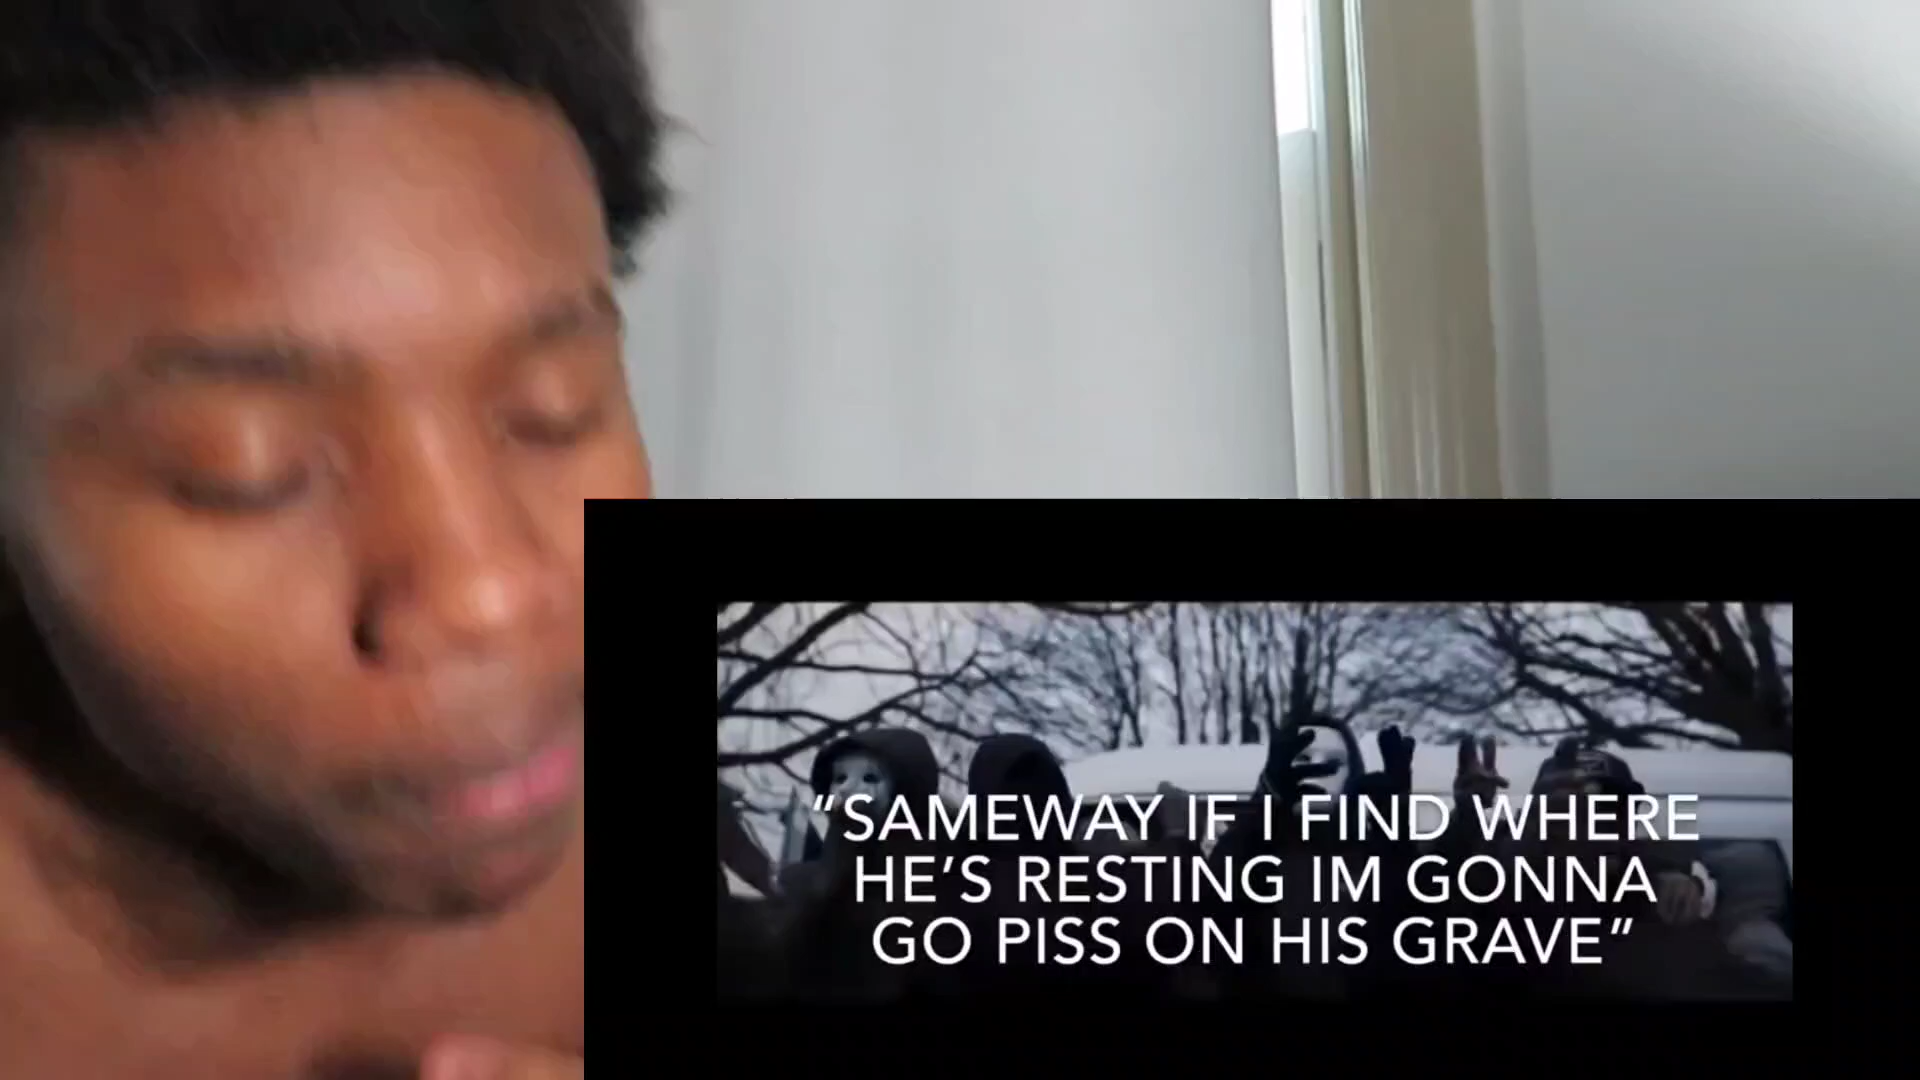 “SAMEWAY IF I FIND WHERE
HE’S RESTING IM GONNA
GO PISS ON HIS GRAVE”